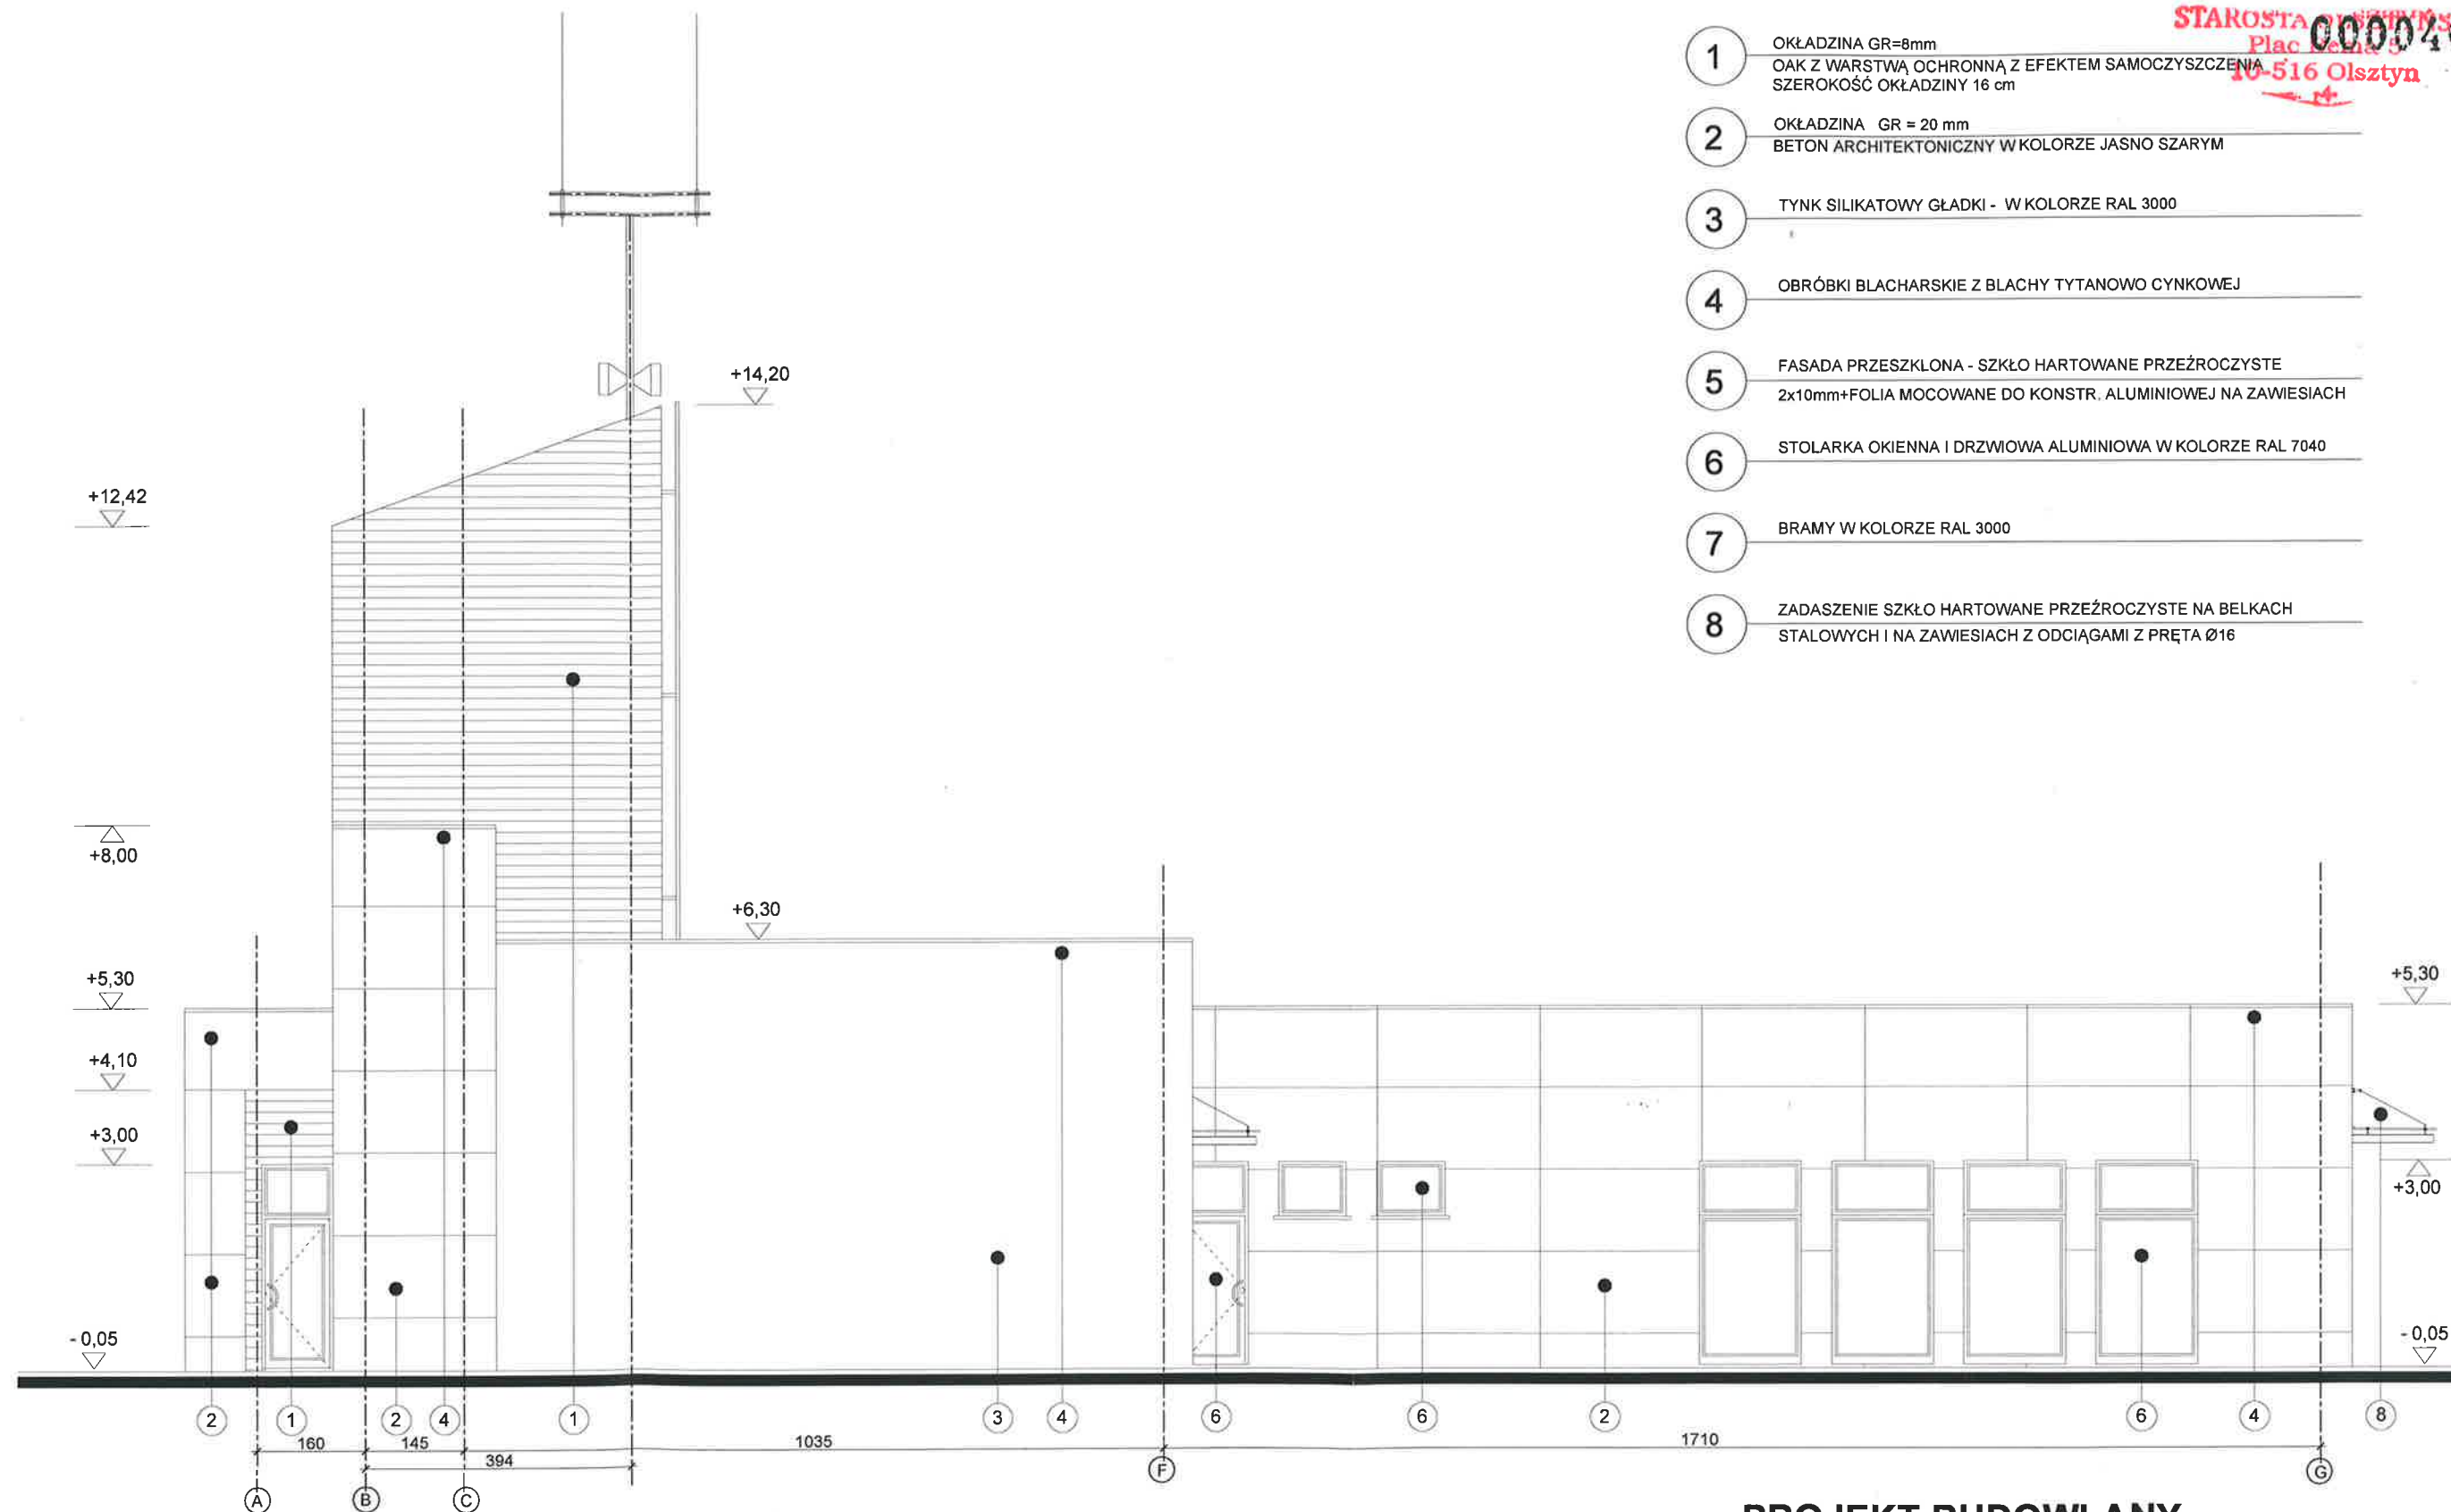 STAROSTA
Plac Bema 5
10-516 Olsztyn
1
OKŁADZINA GR=8mm
OAK Z WARSTWĄ OCHRONNĄ Z EFEKTEM SAMOCZYSZCZENIA
SZEROKOŚĆ OKŁADZINY 16 cm
2
OKŁADZINA GR = 20 mm
BETON ARCHITEKTONICZNY W KOLORZE JASNO SZARYM
3
TYNK SILIKATOWY GŁADKI - W KOLORZE RAL 3000
4
OBRÓBKI BLACHARSKIE Z BLACHY TYTANOWO CYNKOWEJ
5
FASADA PRZESZKLONA - SZKŁO HARTOWANE PRZEŹROCZYSTE
2x10mm+FOLIA MOCOWANE DO KONSTR. ALUMINIOWEJ NA ZAWIESIACH
6
STOLARKA OKIENNA I DRZWIOWA ALUMINIOWA W KOLORZE RAL 7040
7
BRAMY W KOLORZE RAL 3000
8
ZADASZENIE SZKŁO HARTOWANE PRZEŹROCZYSTE NA BELKACH
STALOWYCH I NA ZAWIESIACH Z ODCIĄGAMI Z PRĘTA Ø16
+14,20
+12,42
+8,00
+6,30
+5,30
+5,30
+4,10
+3,00
+3,00
- 0,05
- 0,05
2 1 2 4 1 3 4 6 6 2 6 4 8
160 145 1035 1710
394
A B C F G
PROJEKT BUDOWLANY